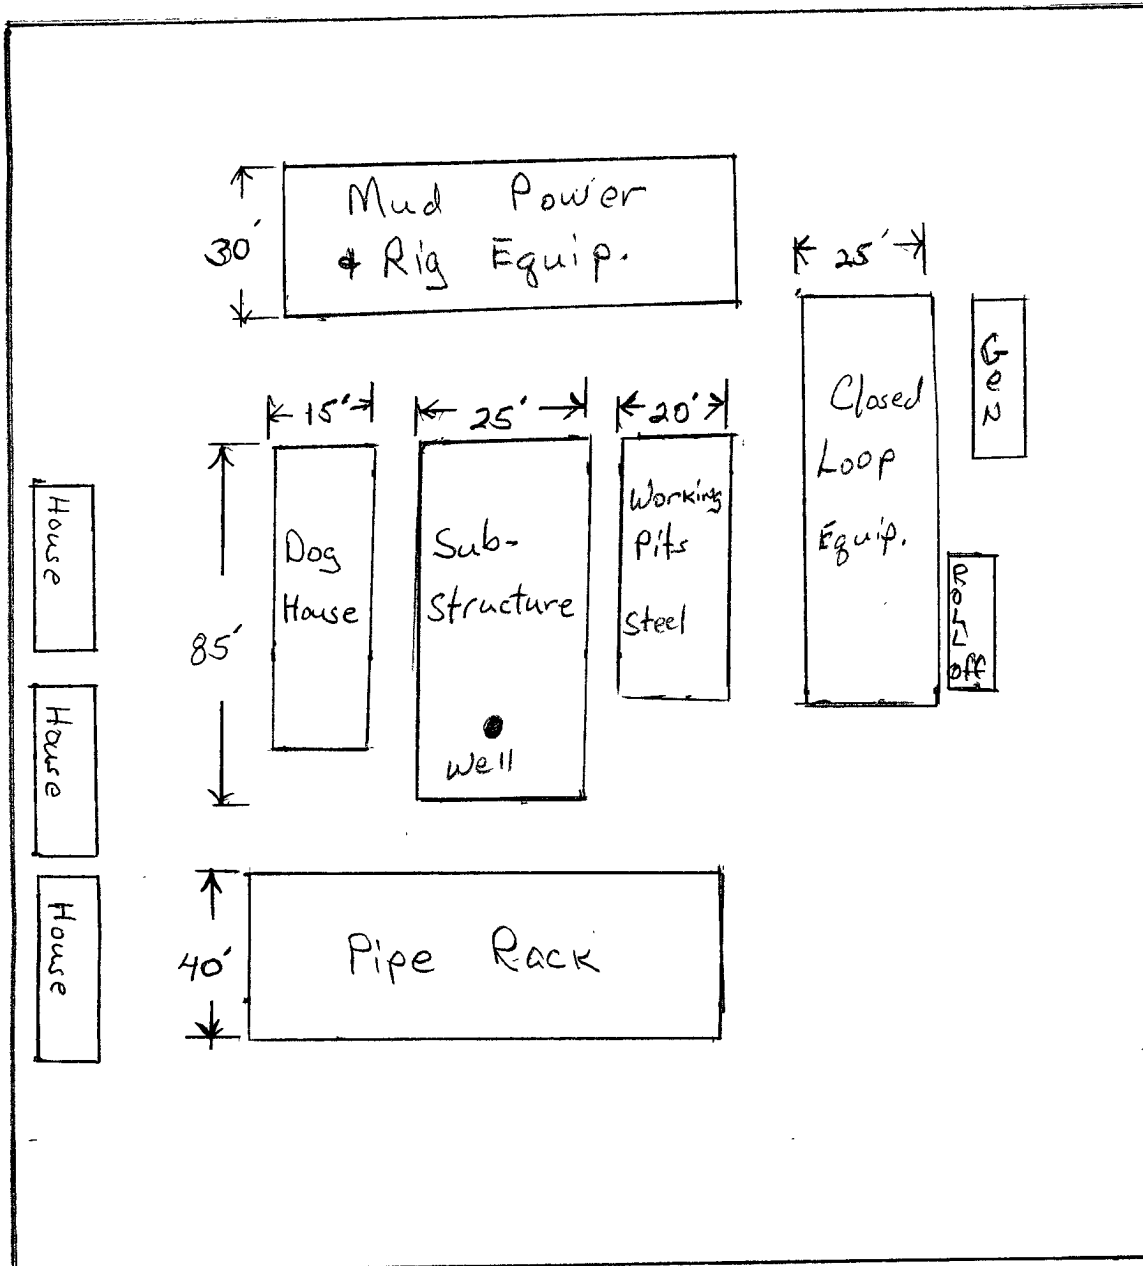 Mud Power
& Rig Equip.
30'
25'
Gen
15'
25'
20'
Closed
Loop
Equip.
House
Dog
House
Sub-
Structure
Working
Pits
Steel
85'
Roll
off
Well
House
House
40'
Pipe Rack